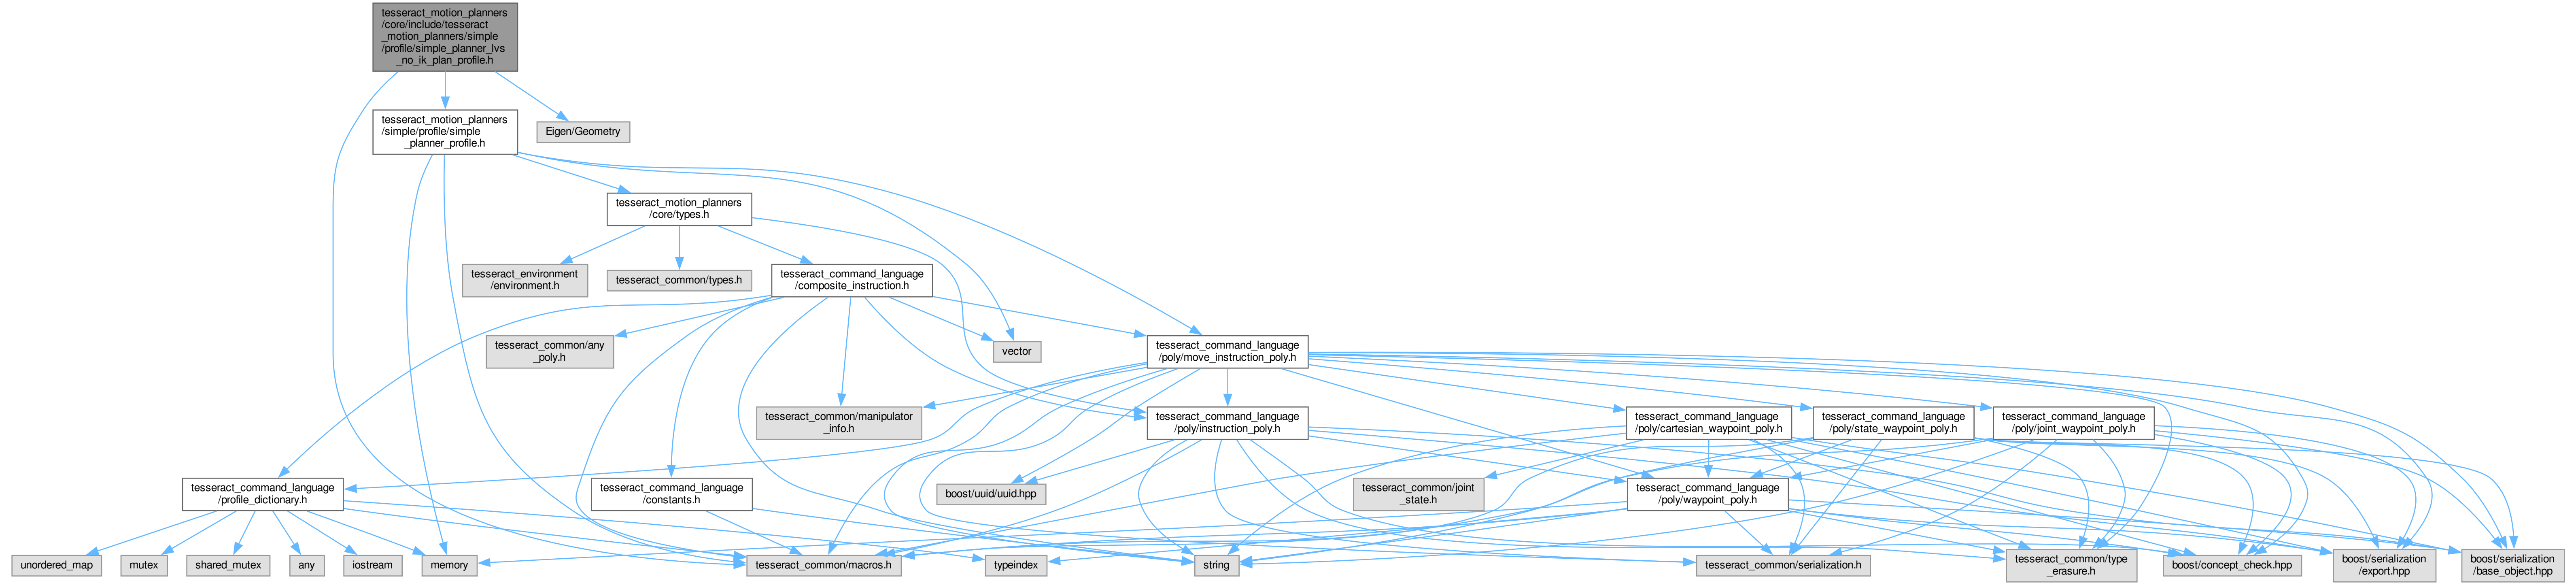 tesseract_motion_planners
/core/include/tesseract
_motion_planners/simple
/profile/simple_planner_lvs
_no_ik_plan_profile.h
tesseract_motion_planners
/simple/profile/simple
_planner_profile.h
Eigen/Geometry
tesseract_motion_planners
/core/types.h
tesseract_environment
/environment.h
tesseract_common/types.h
tesseract_command_language
/composite_instruction.h
tesseract_common/any
_poly.h
vector
tesseract_command_language
/poly/move_instruction_poly.h
tesseract_common/manipulator
_info.h
tesseract_command_language
/poly/instruction_poly.h
tesseract_command_language
/poly/cartesian_waypoint_poly.h
tesseract_command_language
/poly/state_waypoint_poly.h
tesseract_command_language
/poly/joint_waypoint_poly.h
tesseract_command_language
/profile_dictionary.h
tesseract_command_language
/constants.h
boost/uuid/uuid.hpp
tesseract_common/joint
_state.h
tesseract_command_language
/poly/waypoint_poly.h
unordered_map
mutex
shared_mutex
any
iostream
memory
tesseract_common/macros.h
typeindex
string
tesseract_common/serialization.h
tesseract_common/type
_erasure.h
boost/concept_check.hpp
boost/serialization
/export.hpp
boost/serialization
/base_object.hpp